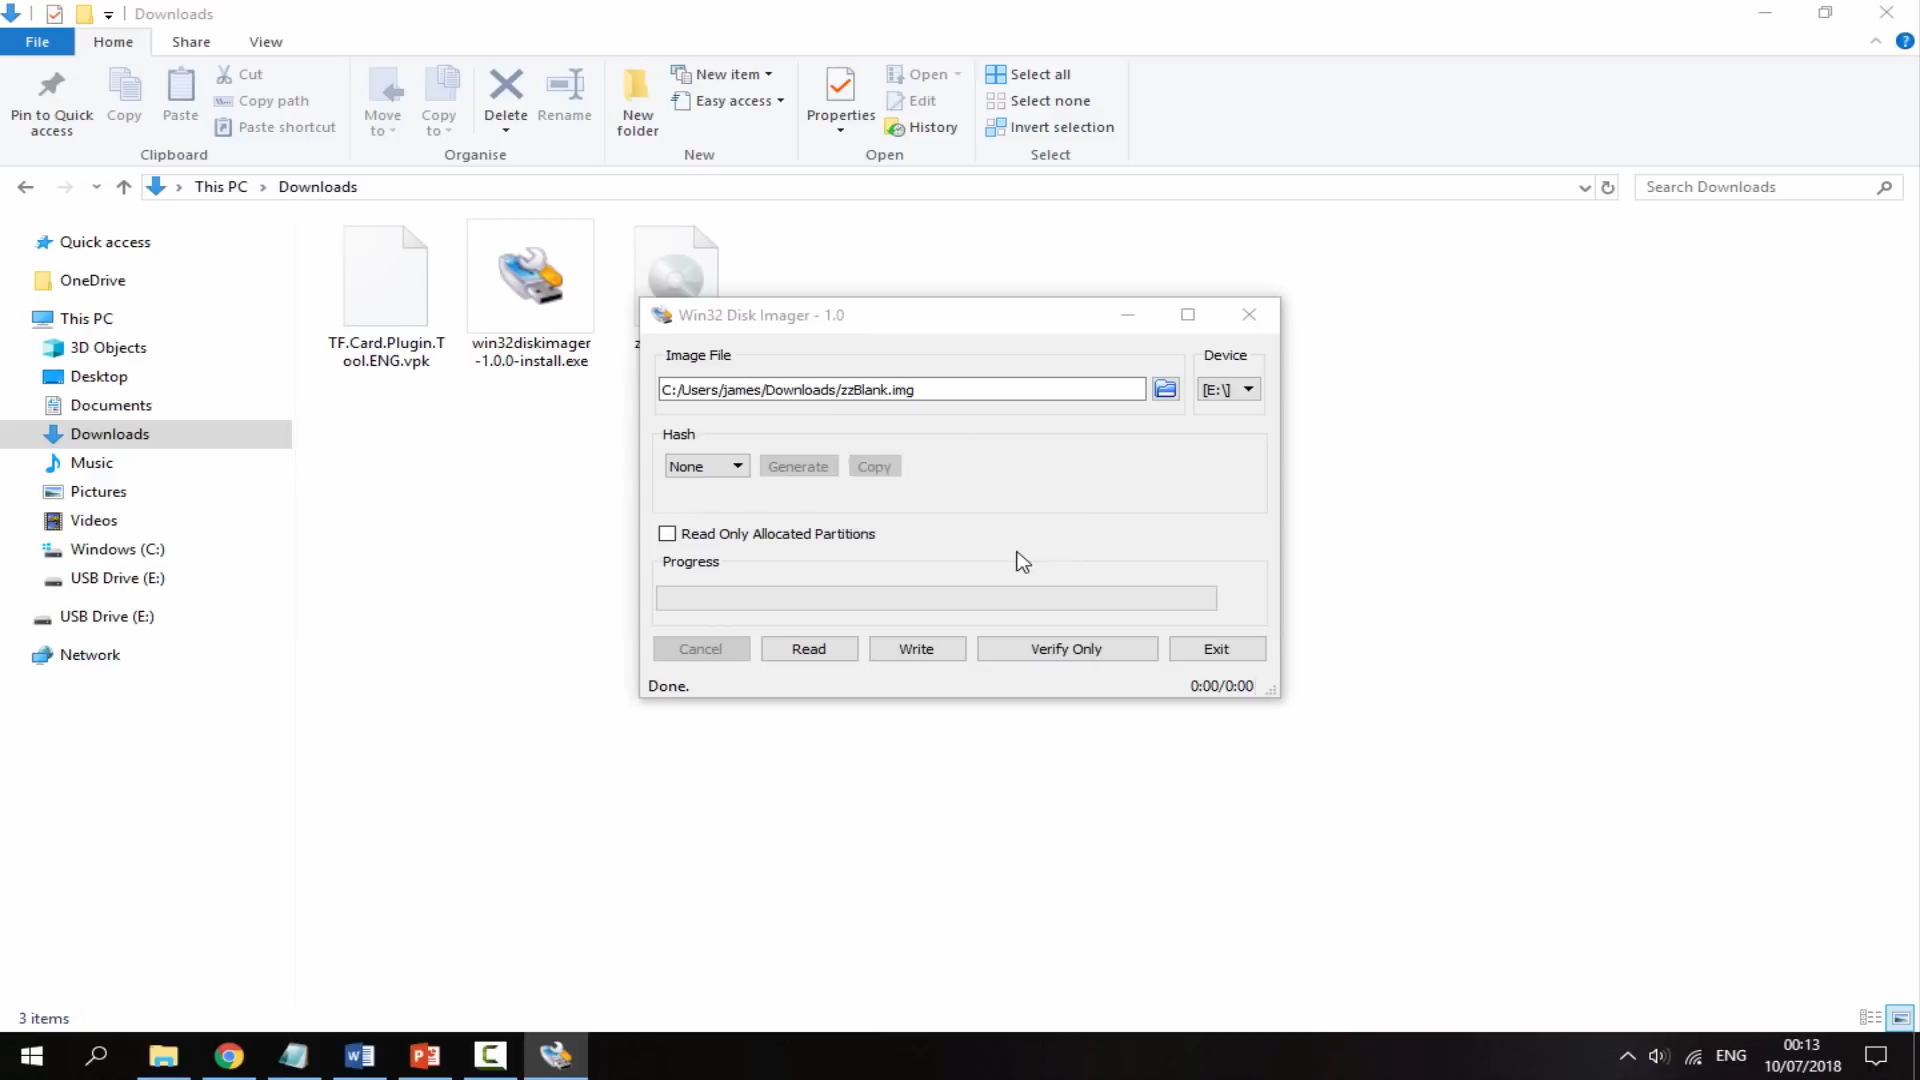 Downloads
File
Home
Share
View
Pin to Quick
access
Copy
Paste
Cut
Copy path
Paste shortcut
Clipboard
Move
to
Copy
to
Delete
Rename
Organise
New
folder
New item
Easy access
New
Properties
Open
Edit
History
Open
Select all
Select none
Invert selection
Select
This PC > Downloads
Search Downloads
Quick access
OneDrive
This PC
3D Objects
Desktop
Documents
Downloads
Music
Pictures
Videos
Windows (C:)
USB Drive (E:)
USB Drive (E:)
Network
TF.Card.Plugin.T
ool.ENG.vpk
win32diskimager
-1.0.0-install.exe
Win32 Disk Imager - 1.0
Image File
Device
C:/Users/james/Downloads/zzBlank.img
[E:\]
Hash
None
Generate
Copy
Read Only Allocated Partitions
Progress
Cancel
Read
Write
Verify Only
Exit
Done.
0:00/0:00
3 items
ENG
00:13
10/07/2018